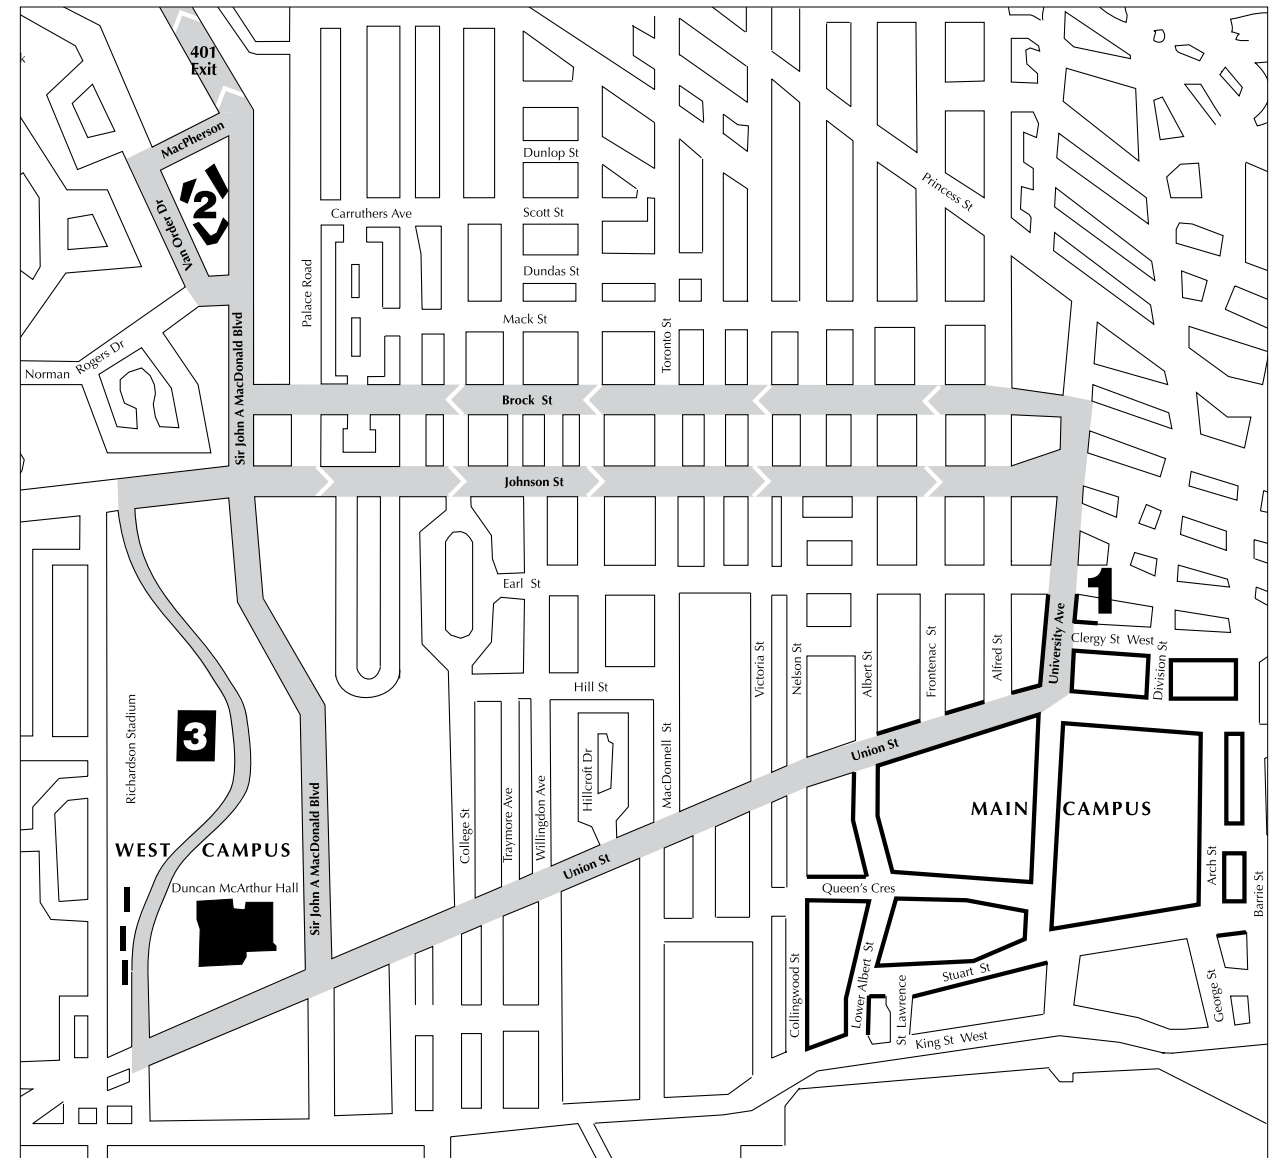 401
Exit
MacPherson
2
Dunlop St
Princess St
Carruthers Ave
Scott St
Van Order Dr
Dundas St
Palace Road
Mack St
Toronto St
Sir John A MacDonald Blvd
Norman Rogers Dr
Brock St
Johnson St
Earl St
1
University Ave
Clergy St West
Division St
Victoria St
Nelson St
Albert St
Frontenac St
Alfred St
Hill St
Richardson Stadium
3
Union St
MacDonnell St
Hillcroft Dr
Willingdon Ave
Traymore Ave
College St
Sir John A MacDonald Blvd
MAIN CAMPUS
WEST CAMPUS
Union St
Duncan McArthur Hall
Queen's Cres
Arch St
Barrie St
Collingwood St
Lower Albert St
St Lawrence
Stuart St
George St
King St West